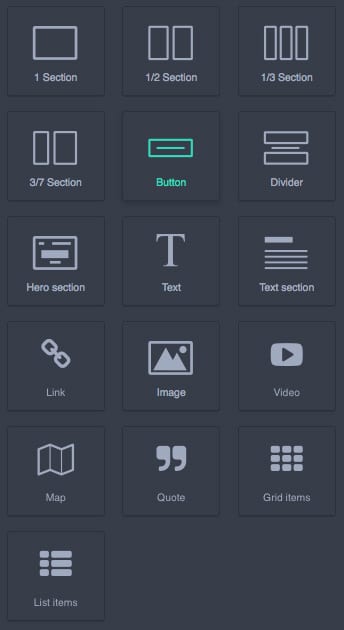 1 Section
1/2 Section
1/3 Section
3/7 Section
Button
Divider
Hero section
Text
Text section
Link
Image
Video
Map
Quote
Grid items
List items